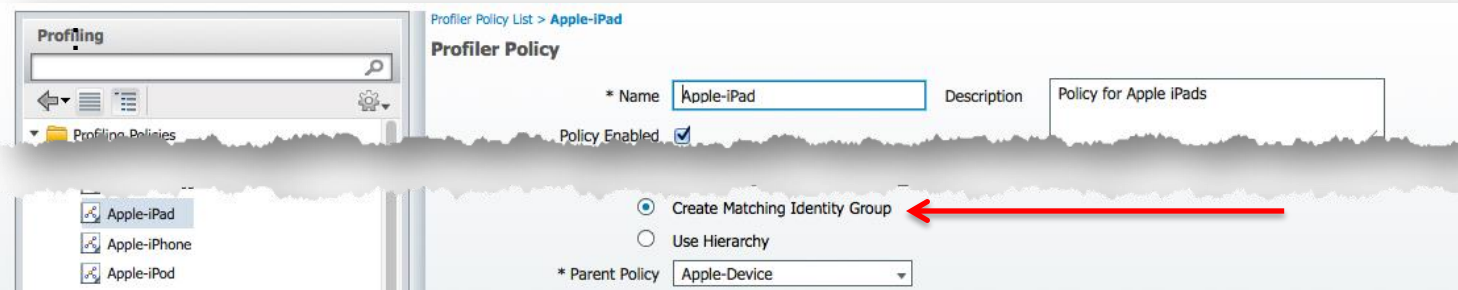 Profiling
Profiling Policies
Apple-iPad
Apple-iPhone
Apple-iPod
Profiler Policy List > Apple-iPad
Profiler Policy
* Name Apple-iPad Description Policy for Apple iPads
Policy Enabled
Create Matching Identity Group
Use Hierarchy
* Parent Policy Apple-Device